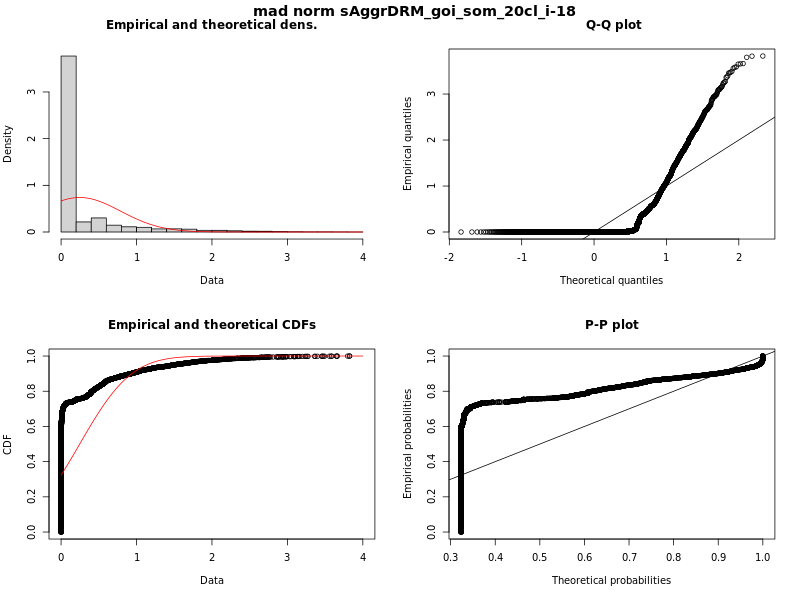 mad norm sAggrDRM_goi_som_20cl_i-18
Empirical and theoretical dens.
Density
0 1 2 3
0 1 2 3 4
Data
Q-Q plot
Empirical quantiles
0 1 2 3
-2 -1 0 1 2
Theoretical quantiles
Empirical and theoretical CDFs
CDF
0.0 0.2 0.4 0.6 0.8 1.0
0 1 2 3 4
Data
P-P plot
Empirical probabilities
0.0 0.2 0.4 0.6 0.8 1.0
0.3 0.4 0.5 0.6 0.7 0.8 0.9 1.0
Theoretical probabilities